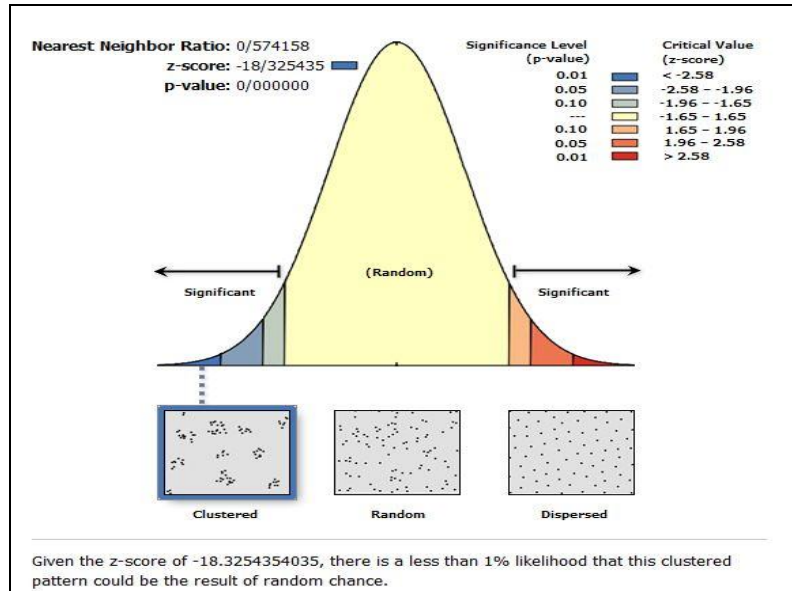 Nearest Neighbor Ratio: 0/574158
z-score: -18/325435
p-value: 0/000000
Significance Level
(p-value)
Critical Value
(z-score)
0.01 < -2.58
0.05 -2.58 – -1.96
0.10 -1.96 – -1.65
--- -1.65 – 1.65
0.10 1.65 – 1.96
0.05 1.96 – 2.58
0.01 > 2.58
(Random)
Significant
Significant
Clustered
Random
Dispersed
Given the z-score of -18.3254354035, there is a less than 1% likelihood that this clustered
pattern could be the result of random chance.